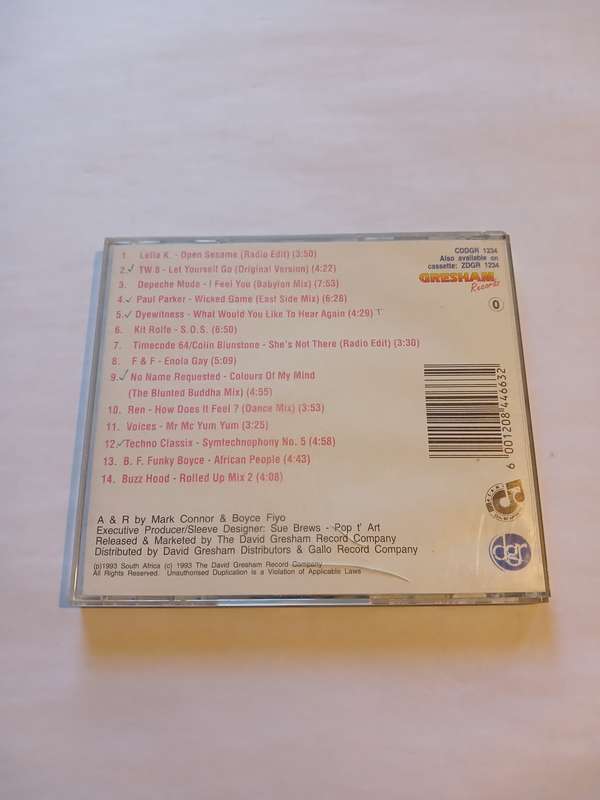 1. Leila K. - Open Sesame (Radio Edit) (3:50)
2. ✓ TW 8 - Let Yourself Go (Original Version) (4:22)
3. Depeche Mude - I Feel You (Babylon Mix) (7:53)
4. ✓ Paul Parker - Wicked Game (East Side Mix) (6:28)
5. ✓ Dyewitness - What Would You Like To Hear Again (4:29) T
6. Kit Rolfe - S.O.S. (6:50)
7. Timecode 64/Colin Blunstone - She's Not There (Radio Edit) (3:30)
8. F & F - Enola Gay (5:09)
9. ✓ No Name Requested - Colours Of My Mind
(The Blunted Buddha Mix) (4:55)
10. Ren - How Does It Feel ? (Dance Mix) (3:53)
11. Voices - Mr Mc Yum Yum (3:25)
12. ✓ Techno Classix - Symtechnophony No. 5 (4:58)
13. B. F. Funky Boyce - African People (4:43)
14. Buzz Hood - Rolled Up Mix 2 (4:08)
A & R by Mark Connor & Boyce Fiyo
Executive Producer/Sleeve Designer: Sue Brews - Pop t' Art
Released & Marketed by The David Gresham Record Company
Distributed by David Gresham Distributors & Gallo Record Company
(p)1993 South Africa (c) 1993 The David Gresham Record Company
All Rights Reserved. Unauthorised Duplication is a Violation of Applicable Laws
CDDGR 1234
Also available on
cassette: ZDGR 1234
GRESHAM
Records
0
6 001208 446632
dgr